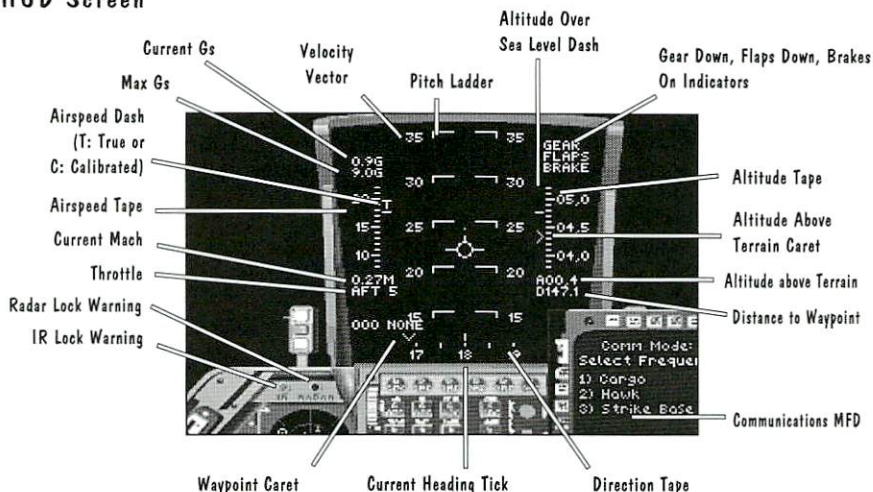 HUD Screen
Altitude Over
Sea Level Dash
Current Gs
Velocity
Vector
Pitch Ladder
Gear Down, Flaps Down, Brakes
On Indicators
Max Gs
Airspeed Dash
(T: True or
C: Calibrated)
Airspeed Tape
Current Mach
Throttle
Radar Lock Warning
IR Lock Warning
35 35
GEAR
FLAPS
BRAKE
0.9G
9.0G
30 30
T
05,0
15 25 25 04,5
10 04,0
20 20
0.27M
AFT 5
A00.4
D147.1
15 15
000 NONE
17 18 19
IR RADAR
Comm Mode:
Select Freque
1) Cargo
2) Hawk
3) Strike Base
Altitude Tape
Altitude Above
Terrain Caret
Altitude above Terrain
Distance to Waypoint
Communications MFD
Waypoint Caret
Current Heading Tick
Direction Tape